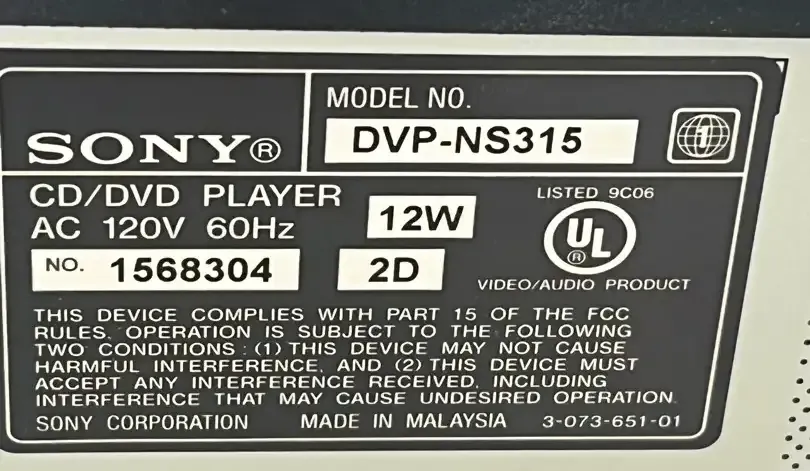 MODEL NO.
SONY® DVP-NS315
1
CD/DVD PLAYER
AC 120V 60Hz 12W
LISTED 9C06
UL ®
NO. 1568304 2D
VIDEO/AUDIO PRODUCT
THIS DEVICE COMPLIES WITH PART 15 OF THE FCC
RULES. OPERATION IS SUBJECT TO THE FOLLOWING
TWO CONDITIONS : (1) THIS DEVICE MAY NOT CAUSE
HARMFUL INTERFERENCE, AND (2) THIS DEVICE MUST
ACCEPT ANY INTERFERENCE RECEIVED, INCLUDING
INTERFERENCE THAT MAY CAUSE UNDESIRED OPERATION.
SONY CORPORATION MADE IN MALAYSIA 3-073-651-01